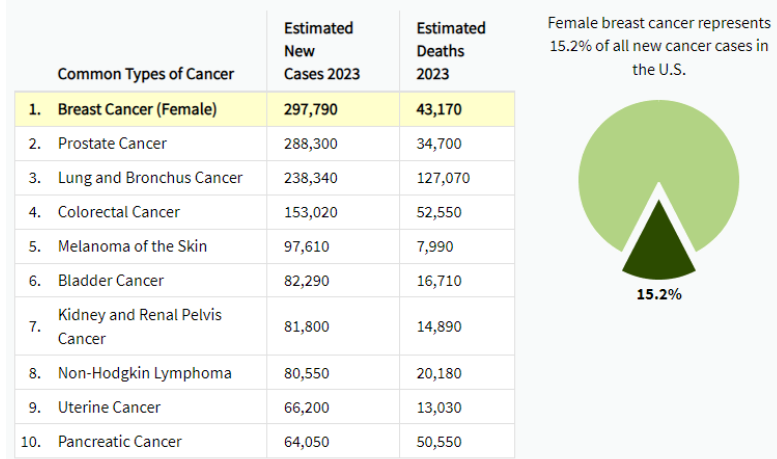 Common Types of Cancer Estimated New Cases 2023 Estimated Deaths 2023
1. Breast Cancer (Female) 297,790 43,170
2. Prostate Cancer 288,300 34,700
3. Lung and Bronchus Cancer 238,340 127,070
4. Colorectal Cancer 153,020 52,550
5. Melanoma of the Skin 97,610 7,990
6. Bladder Cancer 82,290 16,710
7. Kidney and Renal Pelvis Cancer 81,800 14,890
8. Non-Hodgkin Lymphoma 80,550 20,180
9. Uterine Cancer 66,200 13,030
10. Pancreatic Cancer 64,050 50,550
Female breast cancer represents
15.2% of all new cancer cases in
the U.S.
15.2%